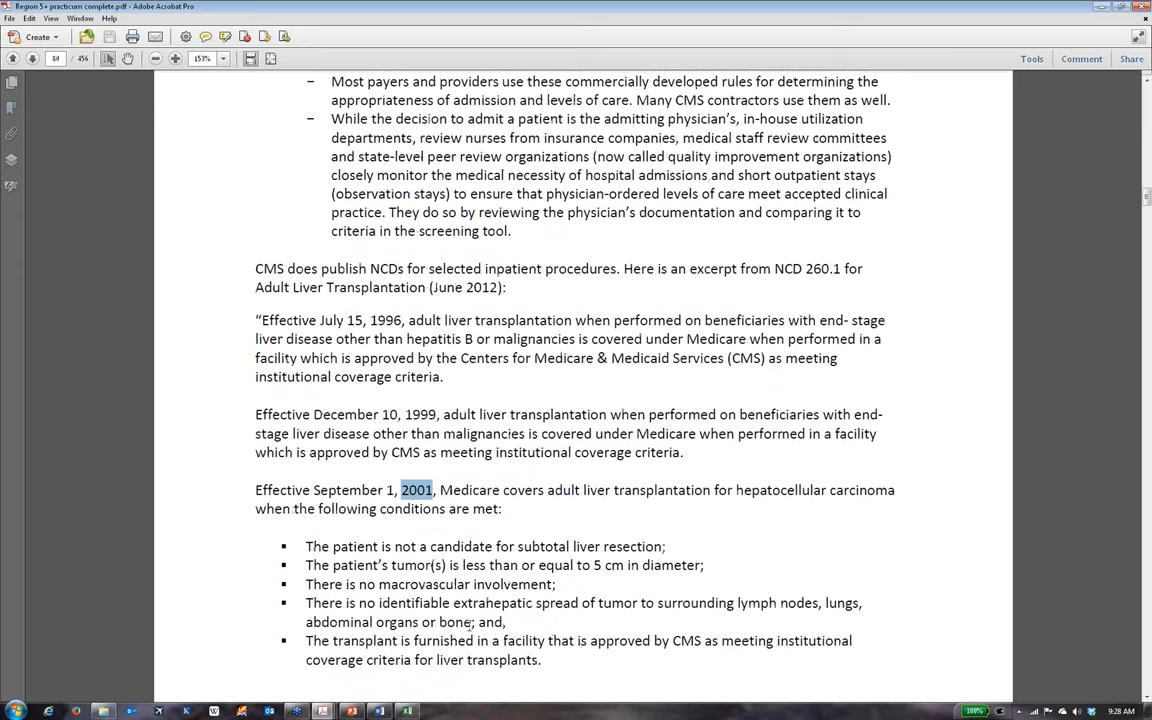 Region 5+ practicum complete.pdf - Adobe Acrobat Pro
File Edit View Window Help
Create
80 / 456
153%
Tools Comment Share
– Most payers and providers use these commercially developed rules for determining the
appropriateness of admission and levels of care. Many CMS contractors use them as well.
– While the decision to admit a patient is the admitting physician’s, in-house utilization
departments, review nurses from insurance companies, medical staff review committees
and state-level peer review organizations (now called quality improvement organizations)
closely monitor the medical necessity of hospital admissions and short outpatient stays
(observation stays) to ensure that physician-ordered levels of care meet accepted clinical
practice. They do so by reviewing the physician’s documentation and comparing it to
criteria in the screening tool.
CMS does publish NCDs for selected inpatient procedures. Here is an excerpt from NCD 260.1 for
Adult Liver Transplantation (June 2012):
“Effective July 15, 1996, adult liver transplantation when performed on beneficiaries with end- stage
liver disease other than hepatitis B or malignancies is covered under Medicare when performed in a
facility which is approved by the Centers for Medicare & Medicaid Services (CMS) as meeting
institutional coverage criteria.
Effective December 10, 1999, adult liver transplantation when performed on beneficiaries with end-
stage liver disease other than malignancies is covered under Medicare when performed in a facility
which is approved by CMS as meeting institutional coverage criteria.
Effective September 1, 2001, Medicare covers adult liver transplantation for hepatocellular carcinoma
when the following conditions are met:
▪ The patient is not a candidate for subtotal liver resection;
▪ The patient’s tumor(s) is less than or equal to 5 cm in diameter;
▪ There is no macrovascular involvement;
▪ There is no identifiable extrahepatic spread of tumor to surrounding lymph nodes, lungs,
abdominal organs or bone; and,
▪ The transplant is furnished in a facility that is approved by CMS as meeting institutional
coverage criteria for liver transplants.
100% 9:28 AM